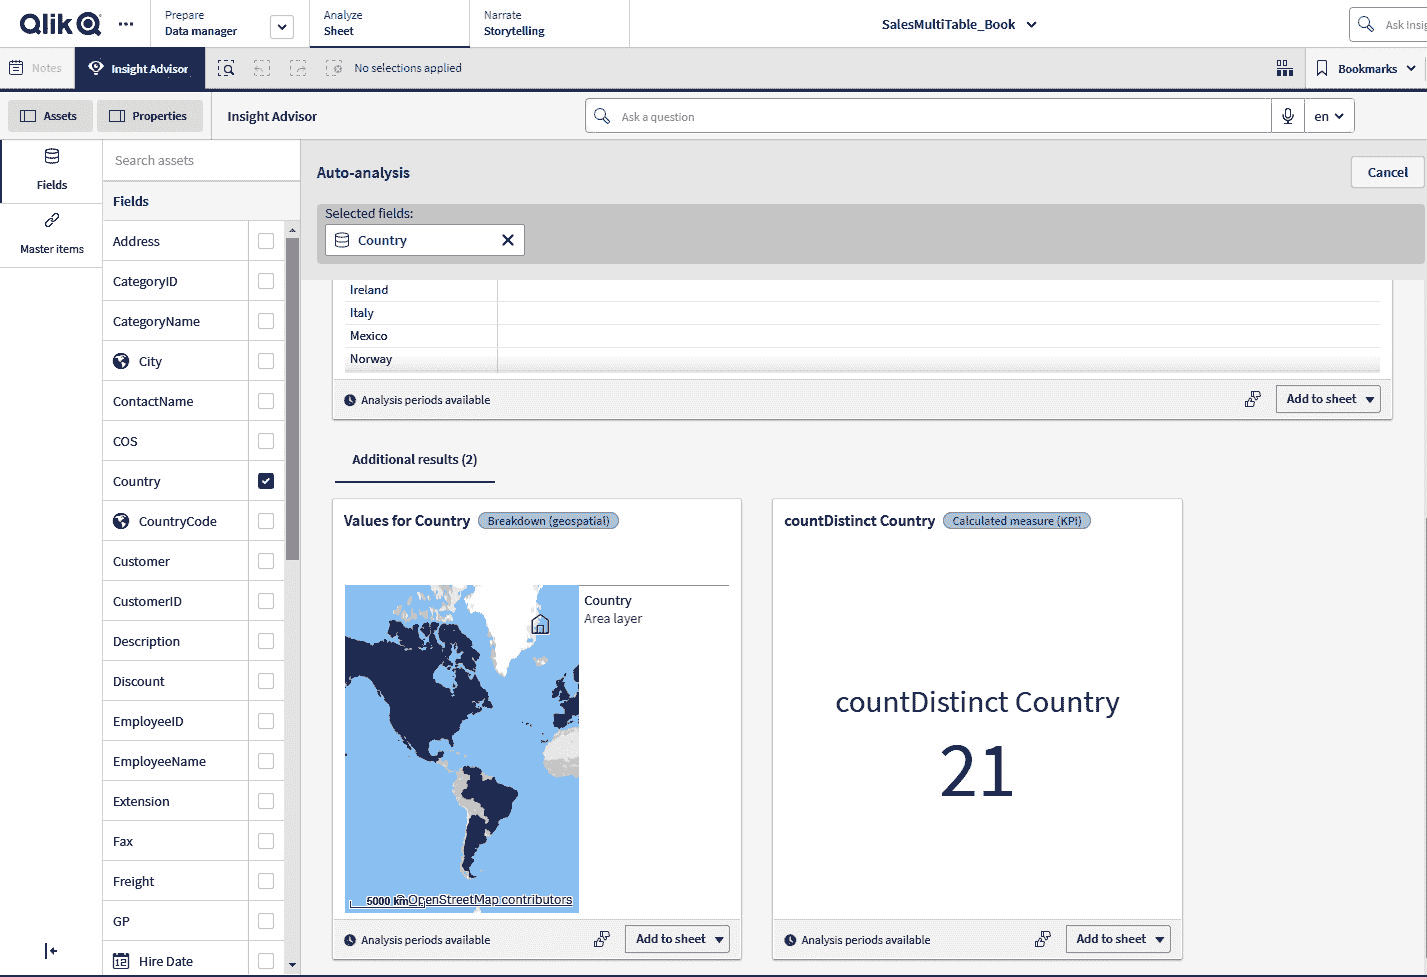 Qlik
Prepare
Data manager
Analyze
Sheet
Narrate
Storytelling
SalesMultiTable_Book
Ask Insig
Notes
Insight Advisor
No selections applied
Bookmarks
Assets
Properties
Insight Advisor
Ask a question
en
Fields
Master items
Search assets
Fields
Address
CategoryID
CategoryName
City
ContactName
COS
Country
CountryCode
Customer
CustomerID
Description
Discount
EmployeeID
EmployeeName
Extension
Fax
Freight
GP
12 Hire Date
Auto-analysis
Cancel
Selected fields:
Country
Ireland
Italy
Mexico
Norway
Analysis periods available
Add to sheet
Additional results (2)
Values for Country Breakdown (geospatial)
Country
Area layer
5000 km © OpenStreetMap contributors
Analysis periods available
Add to sheet
countDistinct Country Calculated measure (KPI)
countDistinct Country
21
Analysis periods available
Add to sheet